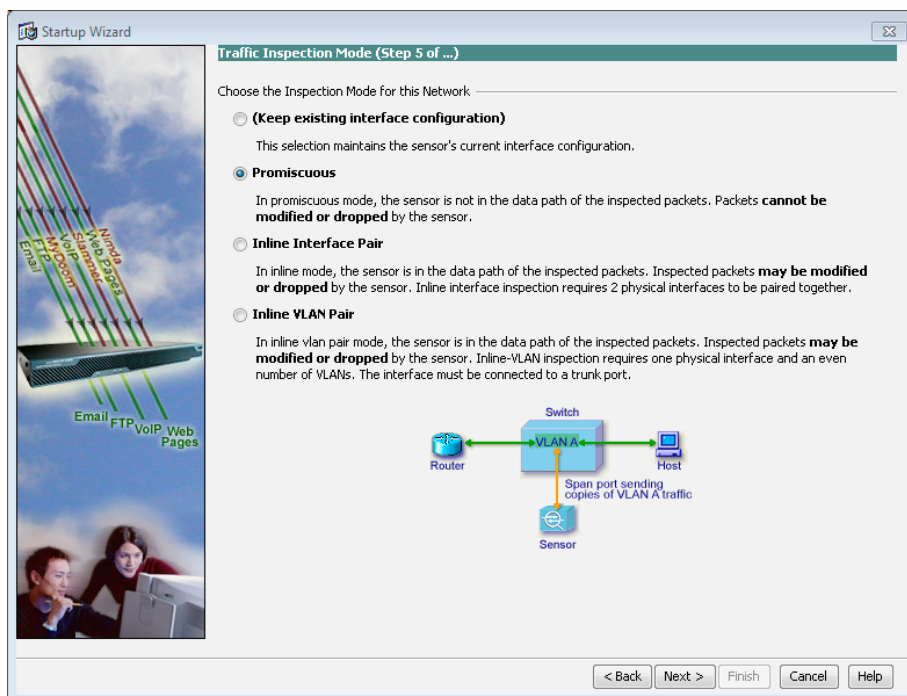 Startup Wizard
Traffic Inspection Mode (Step 5 of ...)
Choose the Inspection Mode for this Network
(Keep existing interface configuration)
This selection maintains the sensor's current interface configuration.
Promiscuous
In promiscuous mode, the sensor is not in the data path of the inspected packets. Packets cannot be
modified or dropped by the sensor.
Inline Interface Pair
In inline mode, the sensor is in the data path of the inspected packets. Inspected packets may be modified
or dropped by the sensor. Inline interface inspection requires 2 physical interfaces to be paired together.
Inline VLAN Pair
In inline vlan pair mode, the sensor is in the data path of the inspected packets. Inspected packets may be
modified or dropped by the sensor. Inline-VLAN inspection requires one physical interface and an even
number of VLANs. The interface must be connected to a trunk port.
Email
FTP
MyDoom
VoIP
Slammer
Web Pages
Nimda
Email
FTP
VoIP
Web
Pages
Switch
VLAN A
Router
Host
Span port sending
copies of VLAN A traffic
Sensor
< Back
Next >
Finish
Cancel
Help